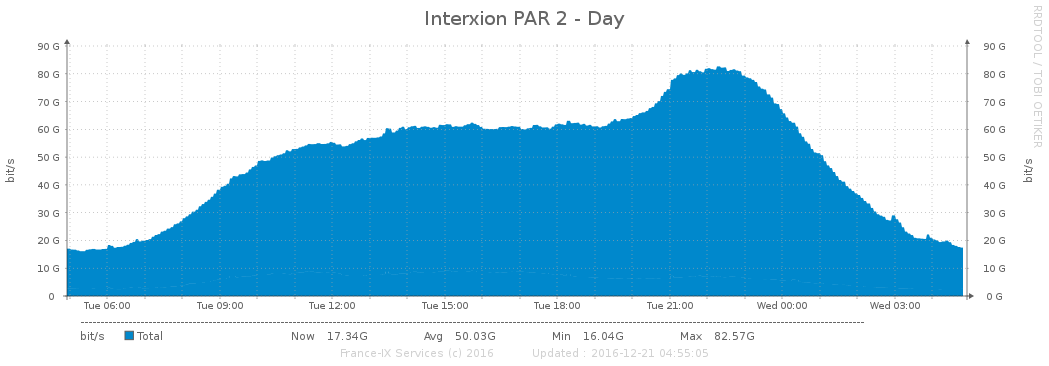 Interxion PAR 2 - Day
RRDTOOL / TOBI OETIKER
bit/s
bit/s
90 G 90 G
80 G 80 G
70 G 70 G
60 G 60 G
50 G 50 G
40 G 40 G
30 G 30 G
20 G 20 G
10 G 10 G
0 0 G
Tue 06:00 Tue 09:00 Tue 12:00 Tue 15:00 Tue 18:00 Tue 21:00 Wed 00:00 Wed 03:00
bit/s Total Now 17.34G Avg 50.03G Min 16.04G Max 82.57G
France-IX Services (c) 2016 Updated : 2016-12-21 04:55:05